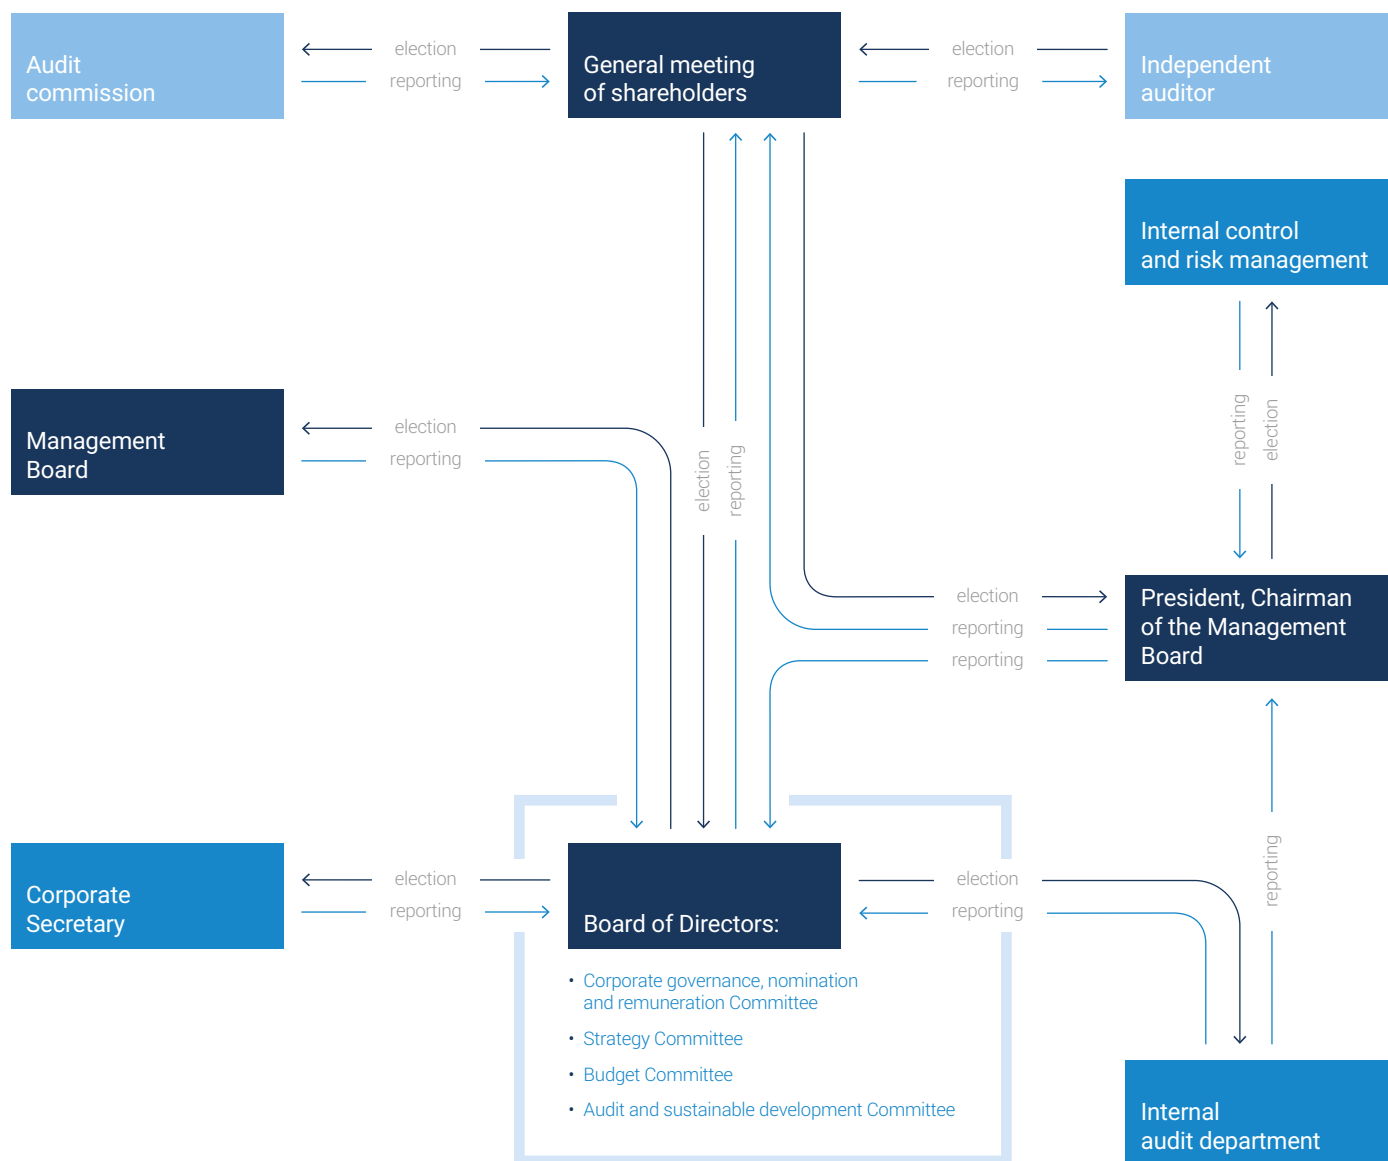 Audit
commission
election
reporting
General meeting
of shareholders
election
reporting
Independent
auditor
Internal control
and risk management
reporting
election
Management
Board
election
reporting
election
reporting
election
reporting
reporting
President, Chairman
of the Management
Board
reporting
Corporate
Secretary
election
reporting
Board of Directors:
• Corporate governance, nomination
and remuneration Committee
• Strategy Committee
• Budget Committee
• Audit and sustainable development Committee
election
reporting
Internal
audit department